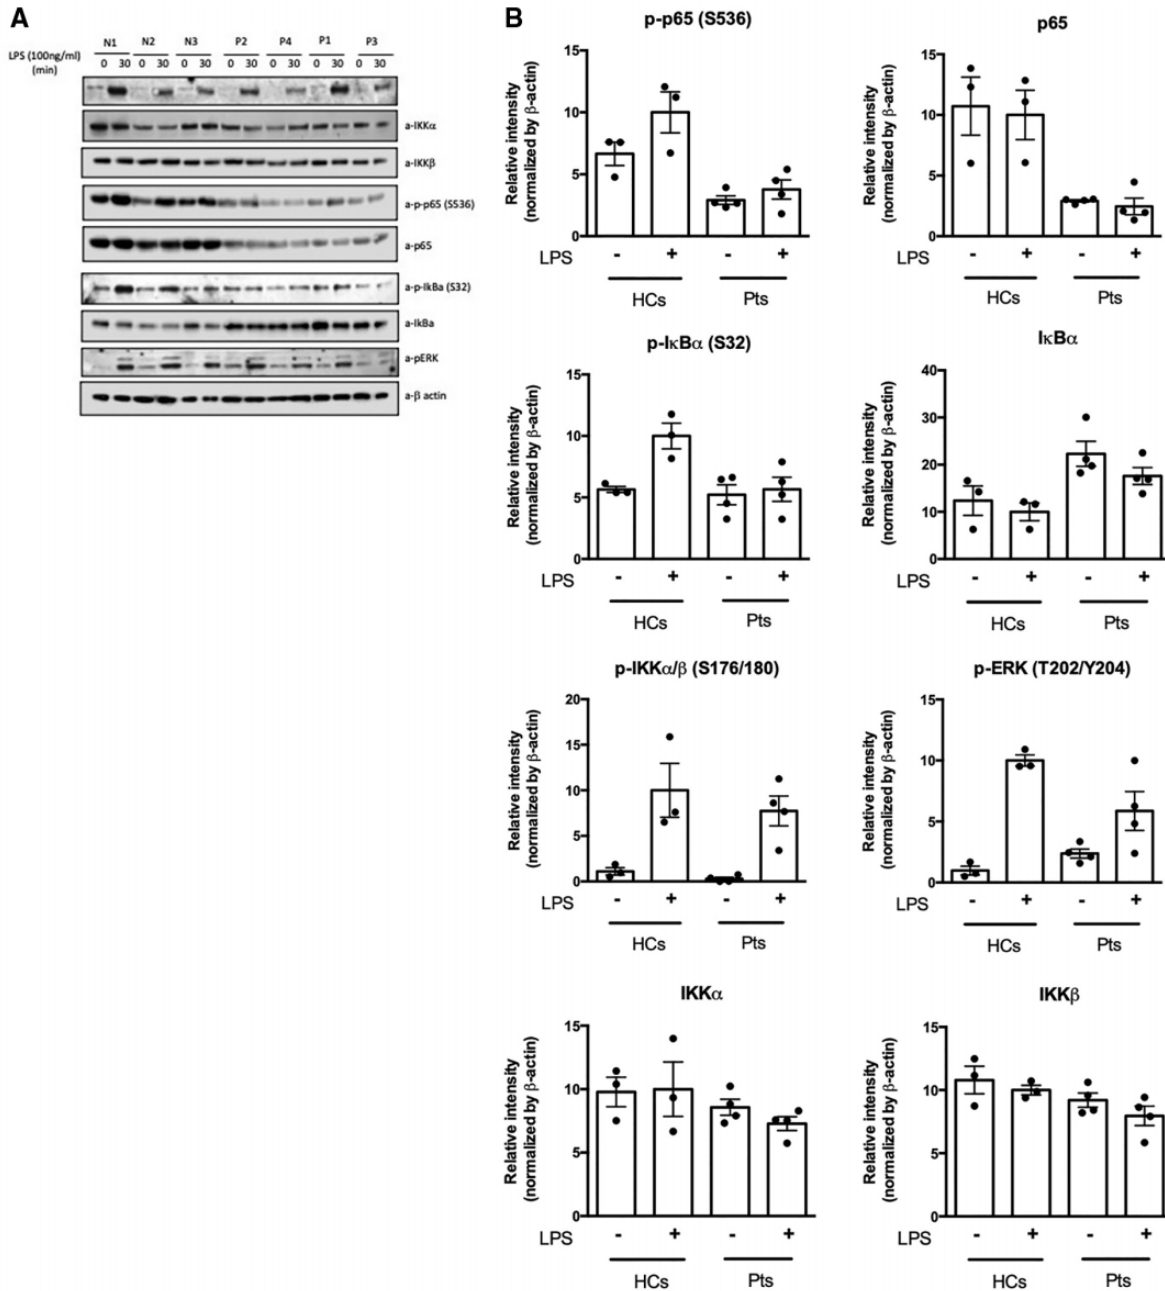 A
N1 N2 N3 P2 P4 P1 P3
LPS (100ng/ml) 0 30 0 30 0 30 0 30 0 30 0 30 0 30
(min)
a-IKKα
a-IKKβ
a-p-p65 (S536)
a-p65
a-p-IkBa (S32)
a-IkBa
a-pERK
a-β actin
B
p-p65 (S536)
Relative intensity
(normalized by β-actin)
15
10
5
0
LPS - + - +
HCs Pts
p65
Relative intensity
(normalized by β-actin)
15
10
5
0
LPS - + - +
HCs Pts
p-IκBα (S32)
Relative intensity
(normalized by β-actin)
15
10
5
0
LPS - + - +
HCs Pts
IκBα
Relative intensity
(normalized by β-actin)
40
30
20
10
0
LPS - + - +
HCs Pts
p-IKKα/β (S176/180)
Relative intensity
(normalized by β-actin)
20
15
10
5
0
LPS - + - +
HCs Pts
p-ERK (T202/Y204)
Relative intensity
(normalized by β-actin)
15
10
5
0
LPS - + - +
HCs Pts
IKKα
Relative intensity
(normalized by β-actin)
15
10
5
0
LPS - + - +
HCs Pts
IKKβ
Relative intensity
(normalized by β-actin)
15
10
5
0
LPS - + - +
HCs Pts